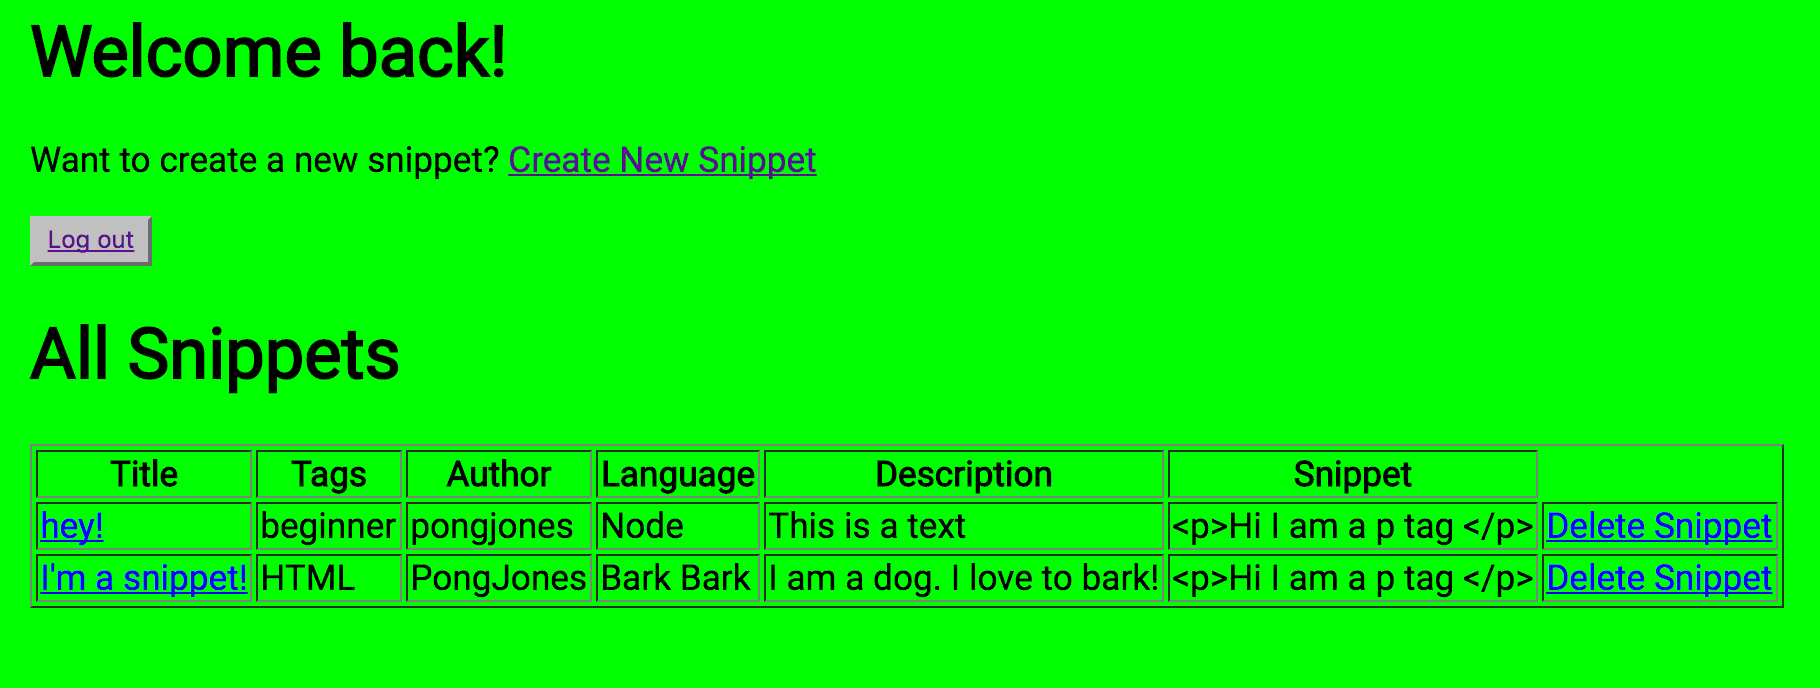 Welcome back!
Want to create a new snippet? Create New Snippet
Log out
All Snippets
Title Tags Author Language Description Snippet
hey! beginner pongjones Node This is a text <p>Hi I am a p tag </p> Delete Snippet
I'm a snippet! HTML PongJones Bark Bark I am a dog. I love to bark! <p>Hi I am a p tag </p> Delete Snippet